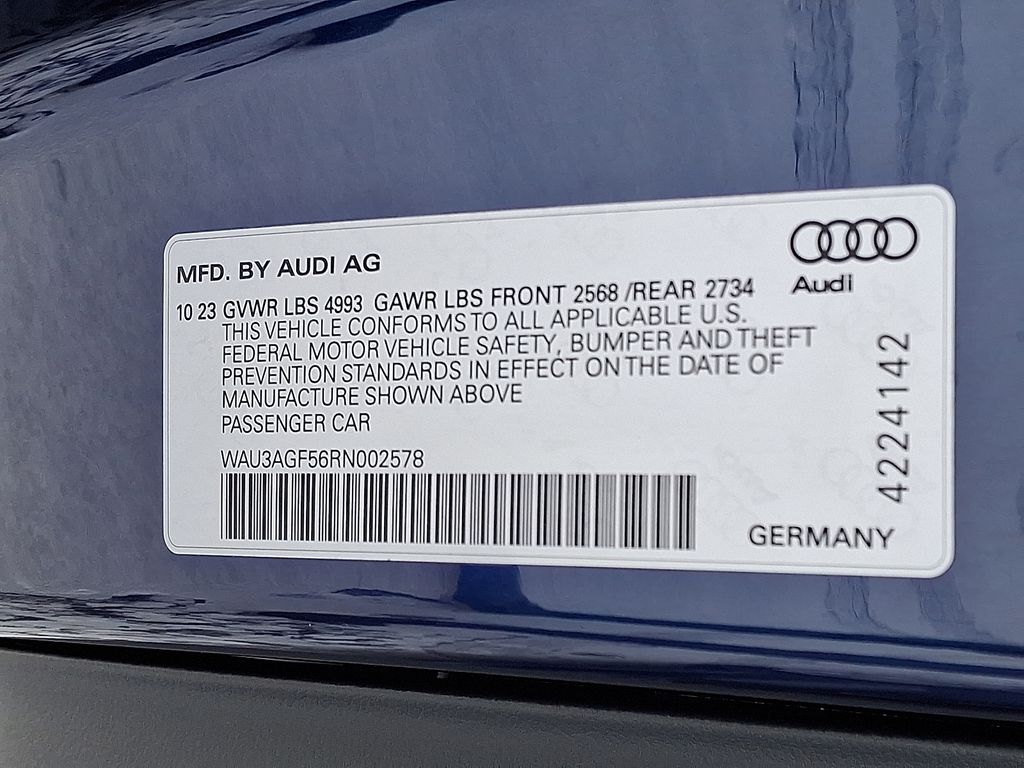 MFD. BY AUDI AG
10 23 GVWR LBS 4993 GAWR LBS FRONT 2568 /REAR 2734
THIS VEHICLE CONFORMS TO ALL APPLICABLE U.S.
FEDERAL MOTOR VEHICLE SAFETY, BUMPER AND THEFT
PREVENTION STANDARDS IN EFFECT ON THE DATE OF
MANUFACTURE SHOWN ABOVE
PASSENGER CAR
WAU3AGF56RN002578
Audi
4224142
GERMANY